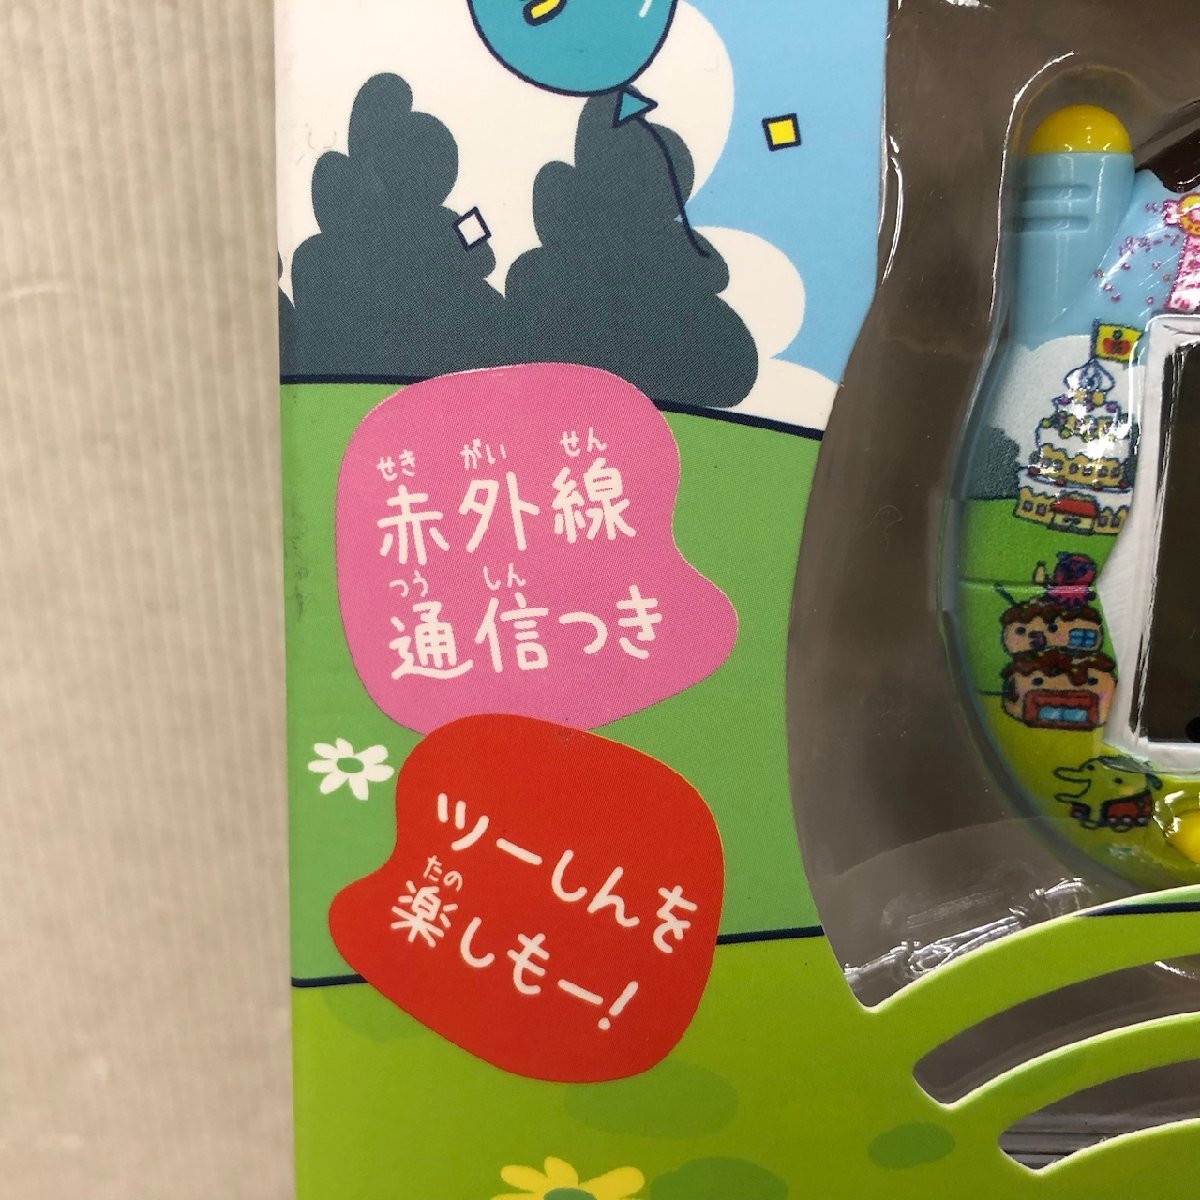 せき がい せん
赤外線
つう しん
通信つき
ツーしんを
たの
楽しもー!